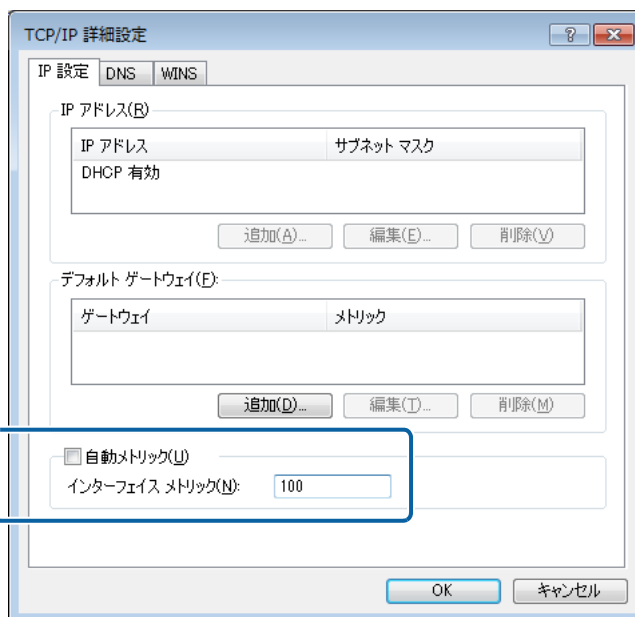 TCP/IP 詳細設定
IP 設定 DNS WINS
IP アドレス(R)
IP アドレス サブネット マスク
DHCP 有効
追加(A)... 編集(E)... 削除(V)
デフォルト ゲートウェイ(F):
ゲートウェイ メトリック
追加(D)... 編集(T)... 削除(M)
自動メトリック(U)
インターフェイス メトリック(N): 100
OK キャンセル